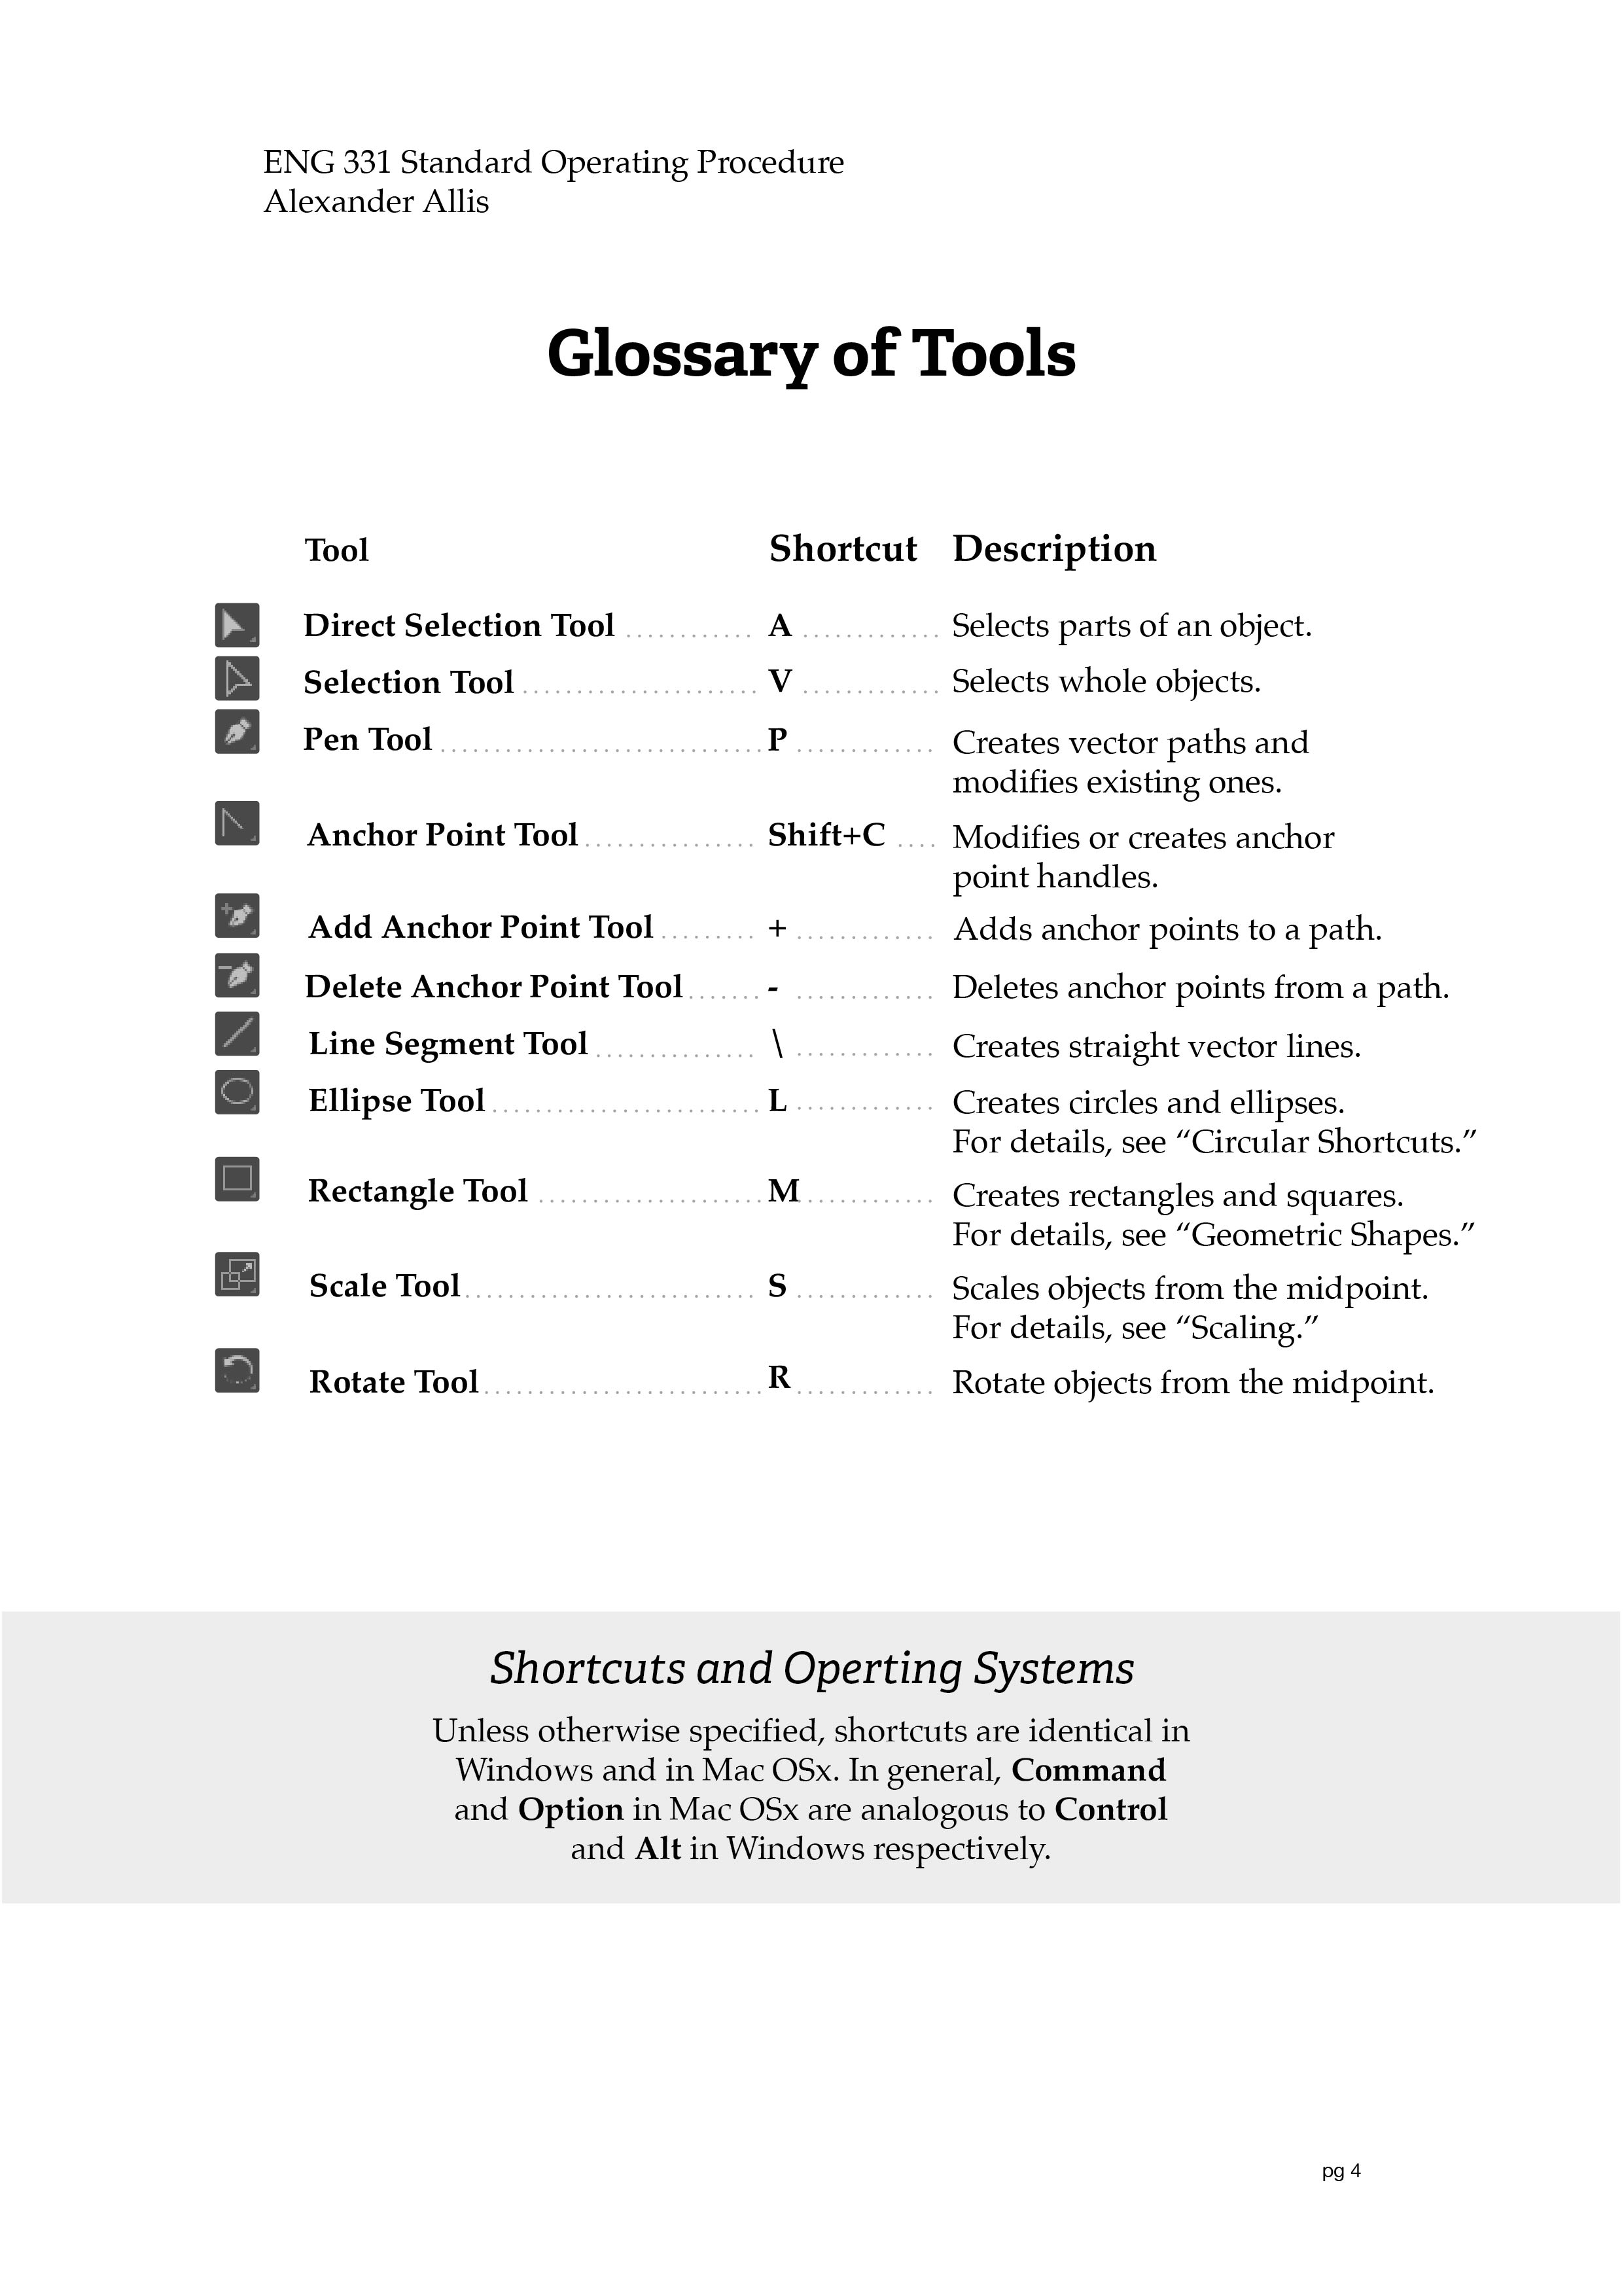 ENG 331 Standard Operating Procedure
Alexander Allis
Glossary of Tools
Tool Shortcut Description
Direct Selection Tool ............ A ............. Selects parts of an object.
Selection Tool ...................... V ............. Selects whole objects.
Pen Tool .............................. P ............. Creates vector paths and
modifies existing ones.
Anchor Point Tool ................ Shift+C .... Modifies or creates anchor
point handles.
Add Anchor Point Tool ......... + ............. Adds anchor points to a path.
Delete Anchor Point Tool ....... - ............. Deletes anchor points from a path.
Line Segment Tool ............... \ ............. Creates straight vector lines.
Ellipse Tool ......................... L ............. Creates circles and ellipses.
For details, see “Circular Shortcuts.”
Rectangle Tool ..................... M ............ Creates rectangles and squares.
For details, see “Geometric Shapes.”
Scale Tool ........................... S ............. Scales objects from the midpoint.
For details, see “Scaling.”
Rotate Tool .......................... R ............. Rotate objects from the midpoint.
Shortcuts and Operting Systems
Unless otherwise specified, shortcuts are identical in
Windows and in Mac OSx. In general, Command
and Option in Mac OSx are analogous to Control
and Alt in Windows respectively.
pg 4